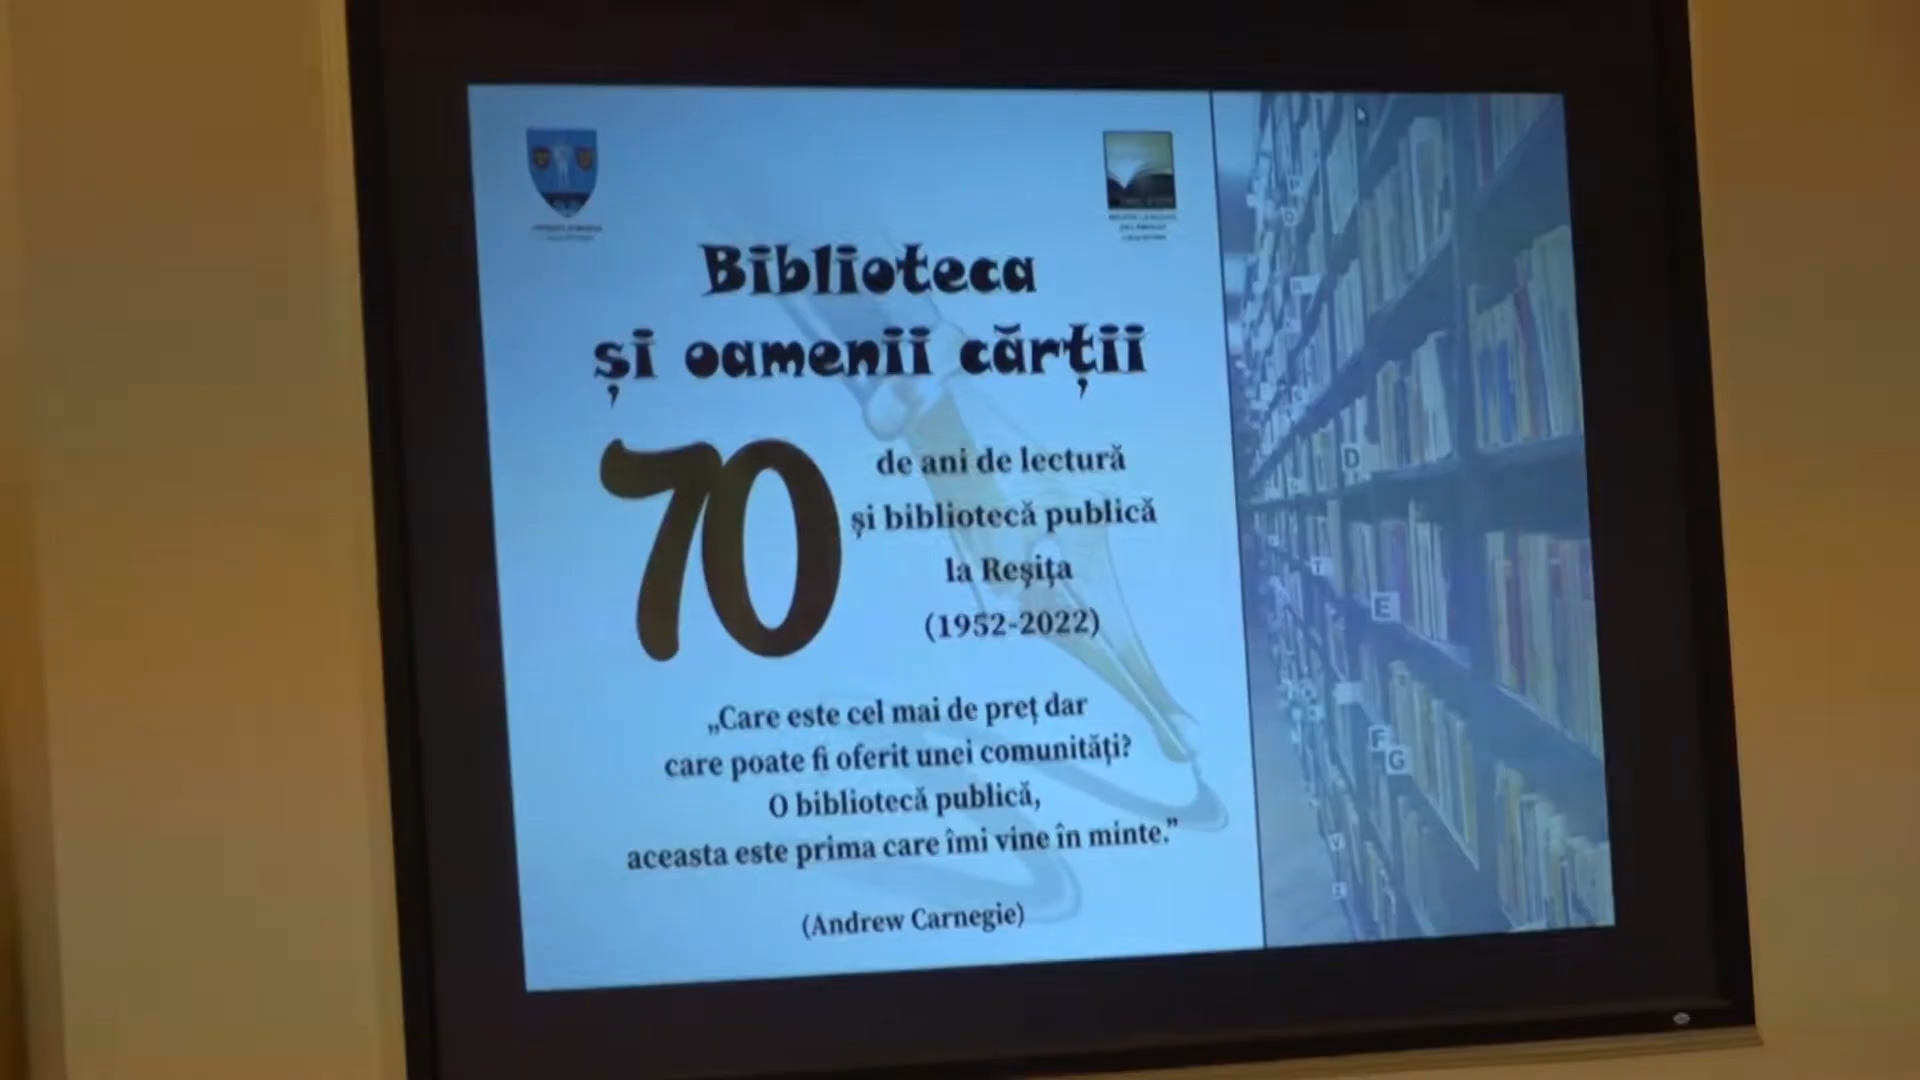 Biblioteca
și oamenii cărții
70
de ani de lectură
și bibliotecă publică
la Reșița
(1952-2022)
„Care este cel mai de preț dar
care poate fi oferit unei comunități?
O bibliotecă publică,
aceasta este prima care îmi vine în minte.”
(Andrew Carnegie)
D
T
E
F
G